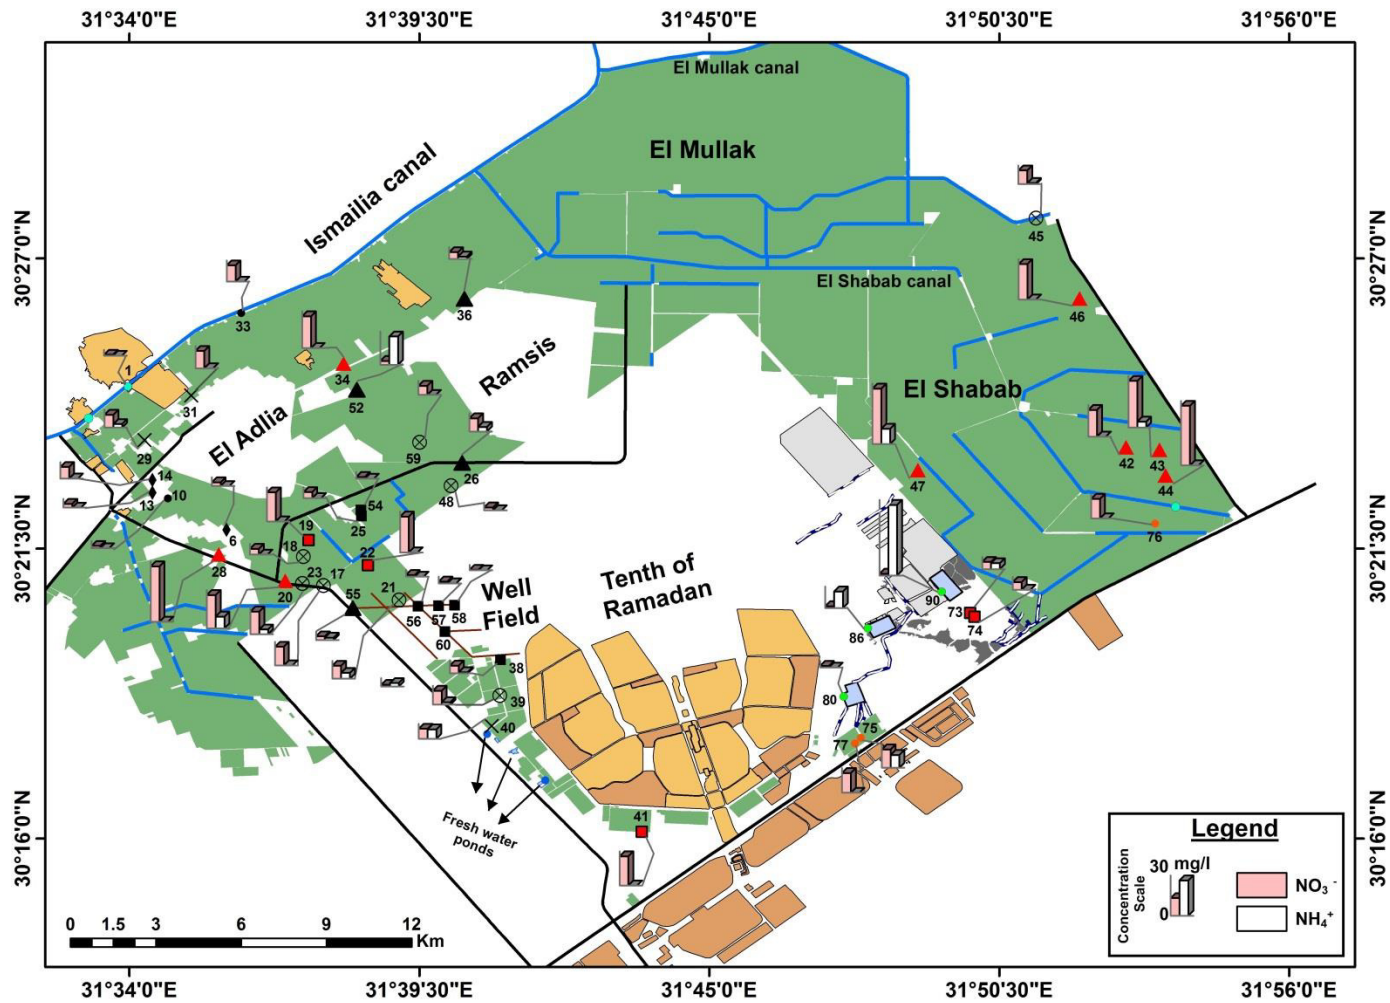 31°34'0"E
31°39'30"E
31°45'0"E
31°50'30"E
31°56'0"E
El Mullak canal
El Mullak
Ismailia canal
45
30°27'0"N
30°27'0"N
El Shabab canal
33
36
46
Ramsis
34
1
52
El Shabab
31
El Adlia
59
29
26
42
43
14
47
44
10
13
54
48
25
76
6
19
30°21'30"N
30°21'30"N
18
22
28
Tenth of
Ramadan
23
17
21
20
Well
Field
90
55
56
57
58
73
74
86
60
38
39
80
40
75
77
Fresh water
ponds
41
30°16'0"N
30°16'0"N
Legend
30 mg/l
Concentration
Scale
0
NO₃⁻
NH₄⁺
0 1.5 3 6 9 12
Km
31°34'0"E
31°39'30"E
31°45'0"E
31°50'30"E
31°56'0"E